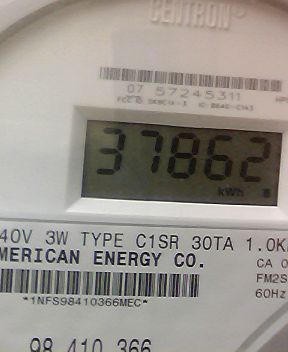 CENTRON®
07 57245311
37862
kWh
40V 3W TYPE C1SR 30TA 1.0K
MERICAN ENERGY CO.
CA 0
FM2S
60Hz
*1NFS98410366MEC*
98 410 366